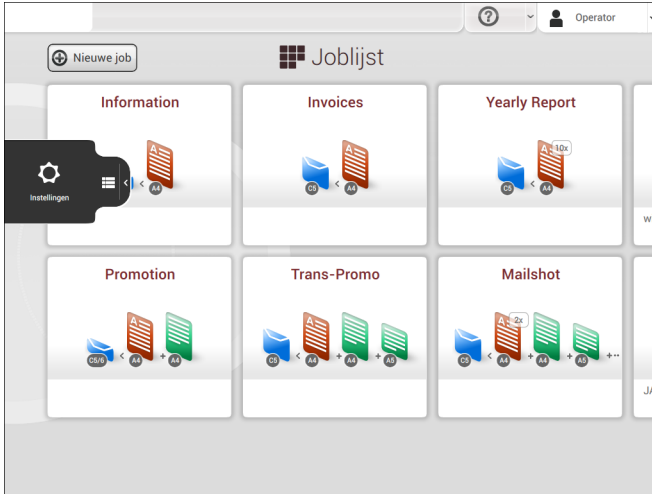 Operator
Nieuwe job
Joblijst
Information
Invoices
Yearly Report
A
A
A 10x
< A4
C5 < A4
C5 < A4
Instellingen
Promotion
Trans-Promo
Mailshot
A
A
A 2x
C5/6 < A4 + A4
C5 < A4 + A4 + A5
C5 < A4 + A4 + A5 +··